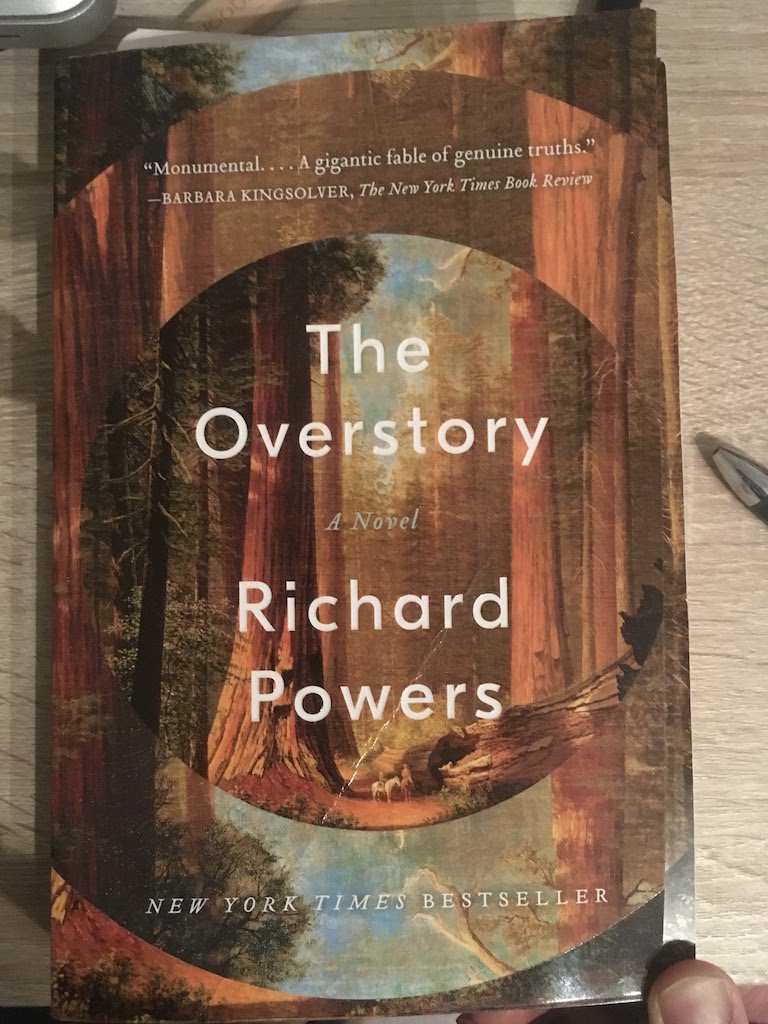 “Monumental. . . . A gigantic fable of genuine truths.”
—BARBARA KINGSOLVER, The New York Times Book Review
The
Overstory
A Novel
Richard
Powers
NEW YORK TIMES BESTSELLER